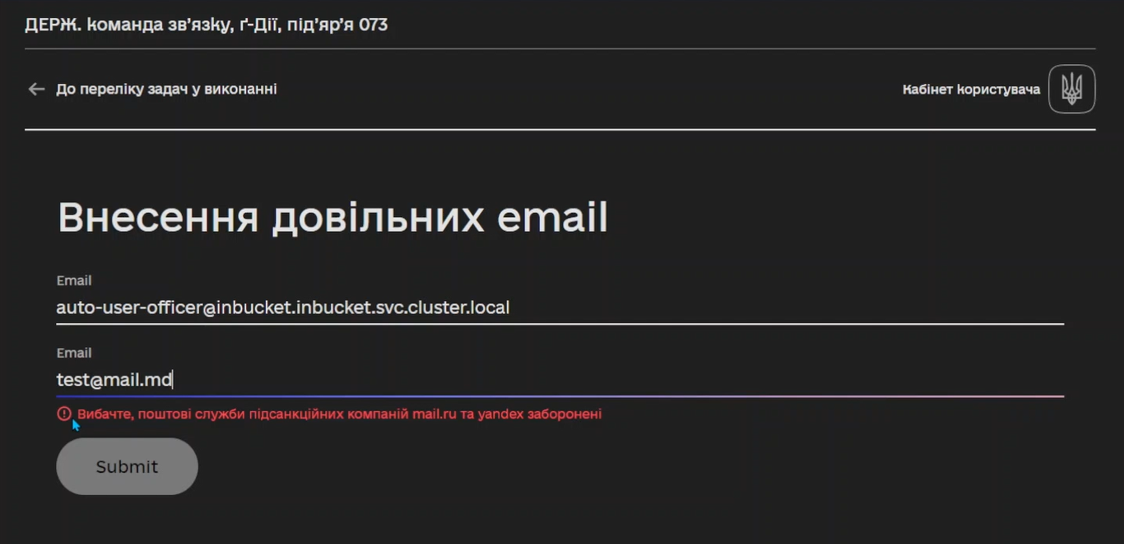 ДЕРЖ. команда зв’язку, ґ-Дії, під’яр’я 073
До переліку задач у виконанні
Кабінет користувача
Внесення довільних email
Email
auto-user-officer@inbucket.inbucket.svc.cluster.local
Email
test@mail.md
Вибачте, поштові служби підсанкційних компаній mail.ru та yandex заборонені
Submit